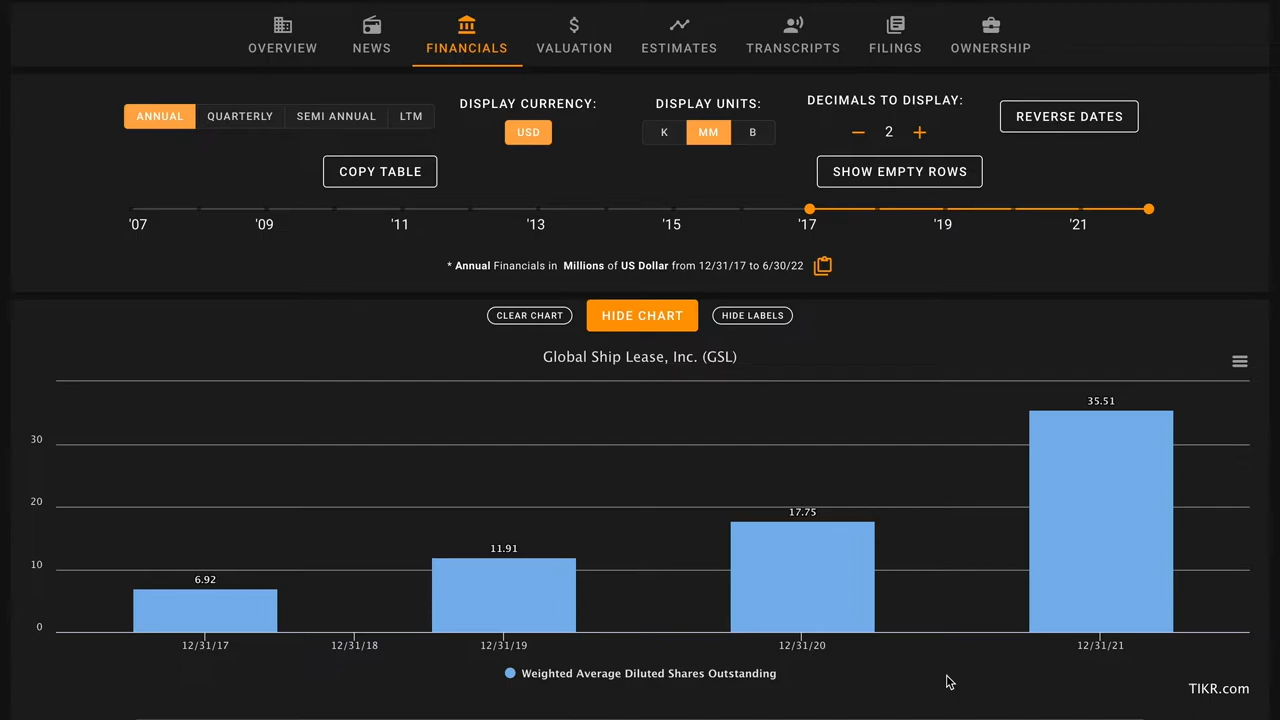 OVERVIEW NEWS FINANCIALS VALUATION ESTIMATES TRANSCRIPTS FILINGS OWNERSHIP
ANNUAL QUARTERLY SEMI ANNUAL LTM
DISPLAY CURRENCY:
USD
DISPLAY UNITS:
K MM B
DECIMALS TO DISPLAY:
− 2 +
REVERSE DATES
COPY TABLE
SHOW EMPTY ROWS
'07 '09 '11 '13 '15 '17 '19 '21
* Annual Financials in Millions of US Dollar from 12/31/17 to 6/30/22
CLEAR CHART HIDE CHART HIDE LABELS
Global Ship Lease, Inc. (GSL)
35.51
30
20
17.75
11.91
10
6.92
0
12/31/17 12/31/18 12/31/19 12/31/20 12/31/21
Weighted Average Diluted Shares Outstanding
TIKR.com